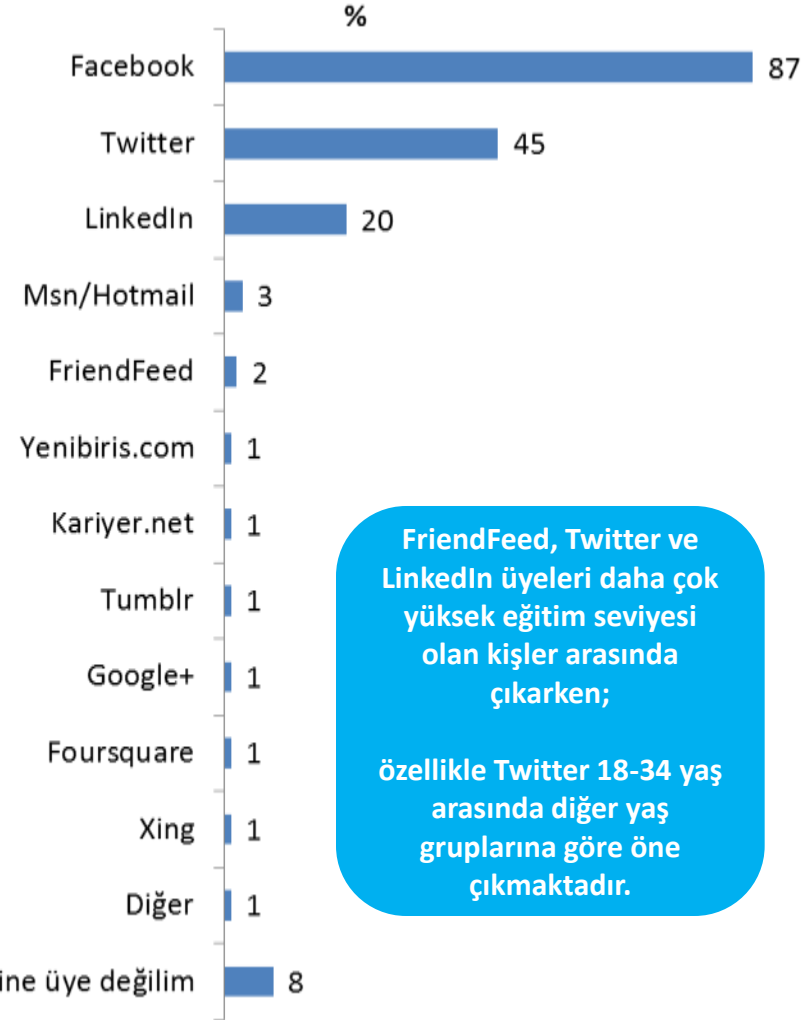 %
Facebook 87
Twitter 45
LinkedIn 20
Msn/Hotmail 3
FriendFeed 2
Yenibiris.com 1
Kariyer.net 1
Tumblr 1
Google+ 1
Foursquare 1
Xing 1
Diğer 1
üye değilim 8
FriendFeed, Twitter ve
LinkedIn üyeleri daha çok
yüksek eğitim seviyesi
olan kişler arasında
çıkarken;
özellikle Twitter 18-34 yaş
arasında diğer yaş
gruplarına göre öne
çıkmaktadır.